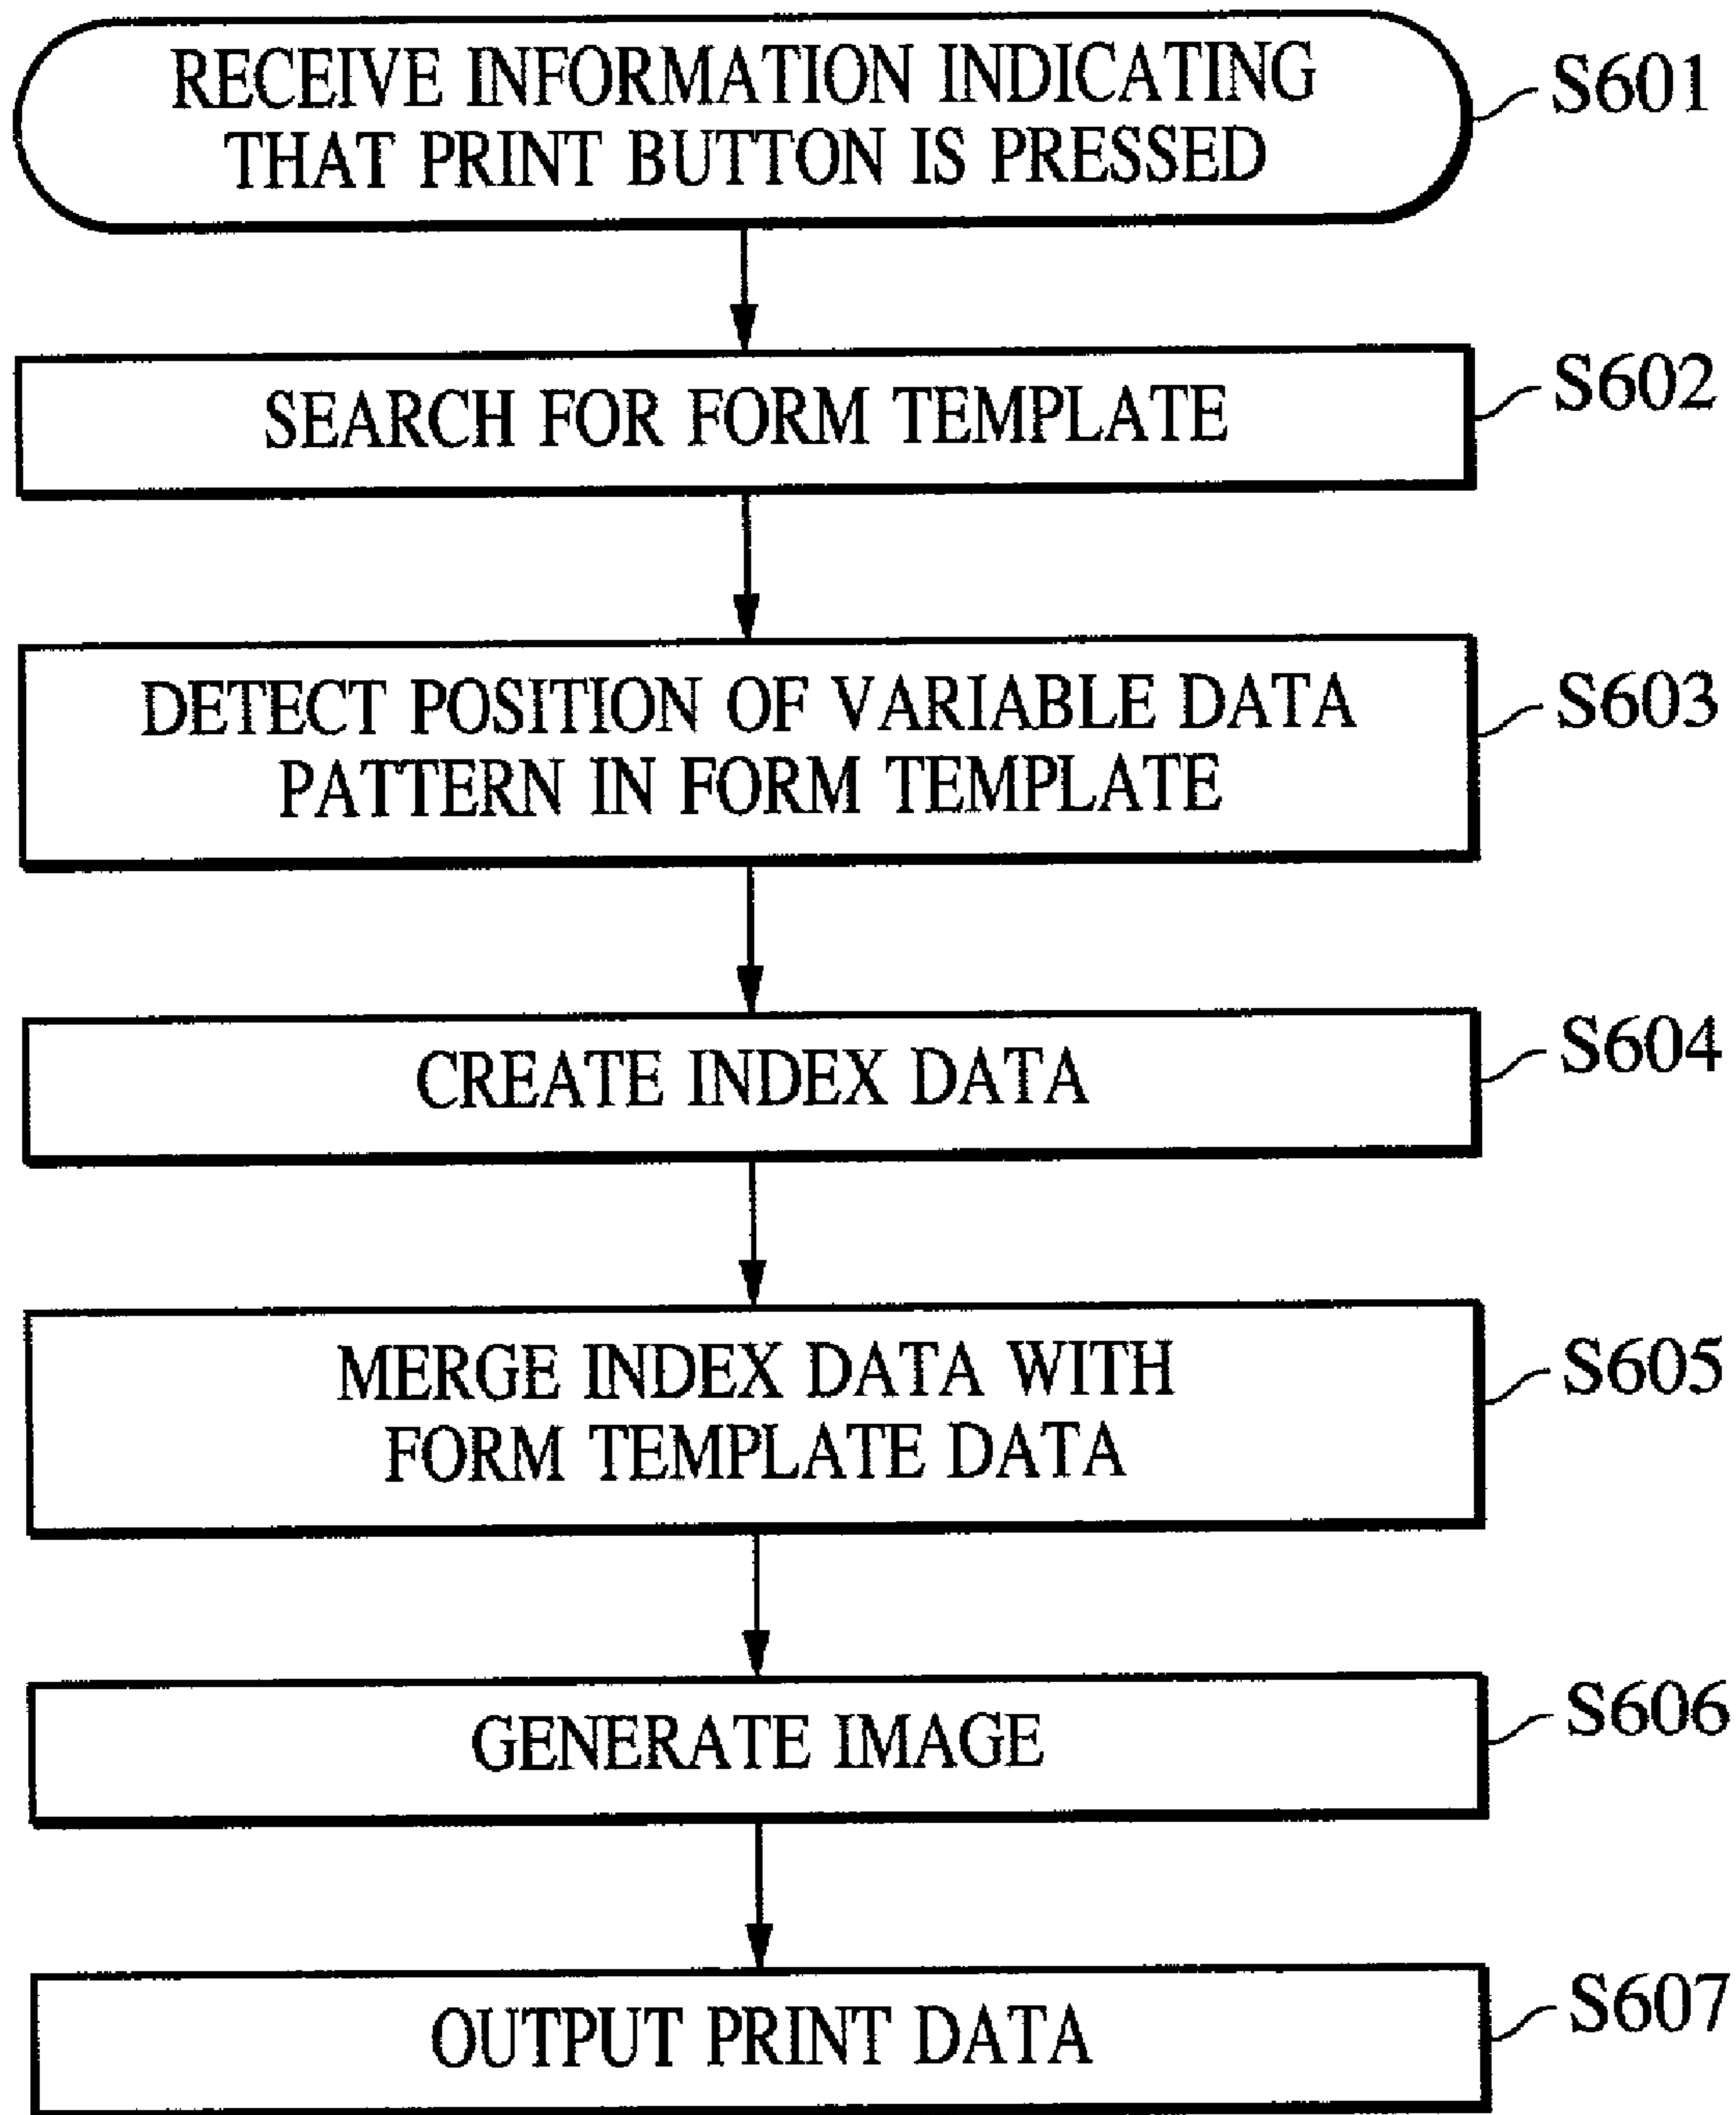 RECEIVE INFORMATION INDICATING
THAT PRINT BUTTON IS PRESSED
S601
SEARCH FOR FORM TEMPLATE
S602
DETECT POSITION OF VARIABLE DATA
PATTERN IN FORM TEMPLATE
S603
CREATE INDEX DATA
S604
MERGE INDEX DATA WITH
FORM TEMPLATE DATA
S605
GENERATE IMAGE
S606
OUTPUT PRINT DATA
S607